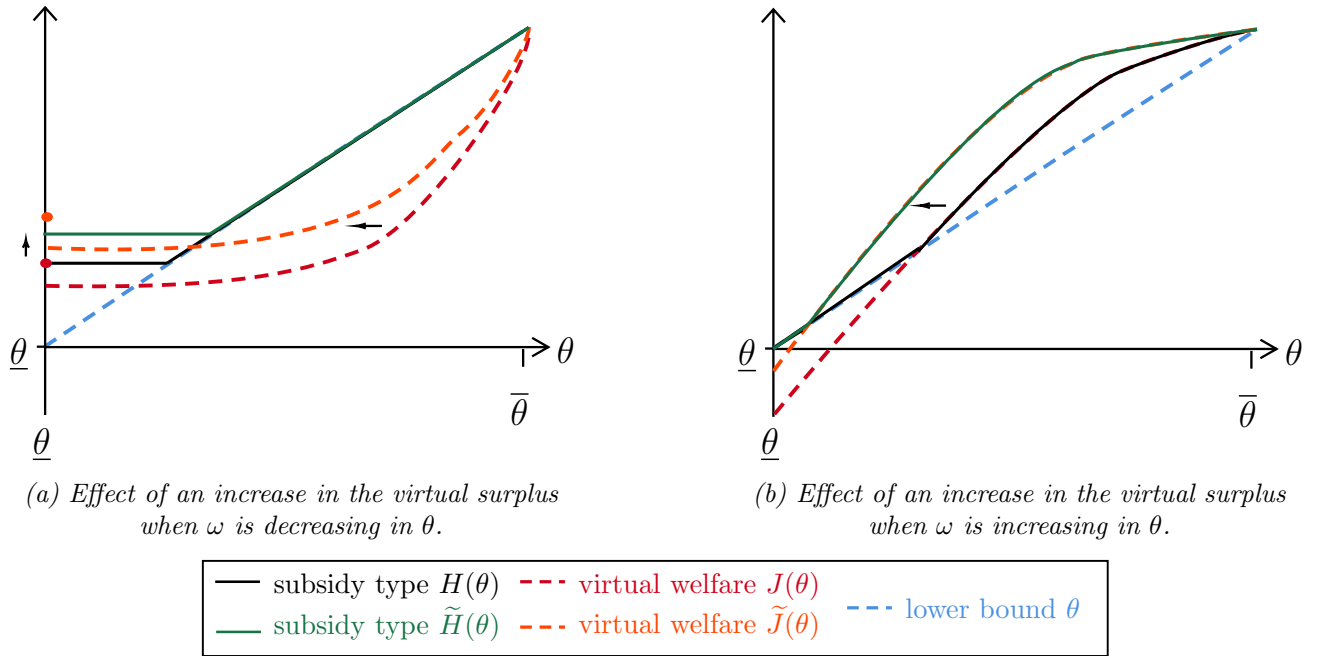 θ
θ̲
θ̅
θ̲
(a) Effect of an increase in the virtual surplus
when ω is decreasing in θ.
θ
θ̲
θ̅
θ̲
(b) Effect of an increase in the virtual surplus
when ω is increasing in θ.
subsidy type H(θ)
virtual welfare J(θ)
subsidy type H̃(θ)
virtual welfare J̃(θ)
lower bound θ